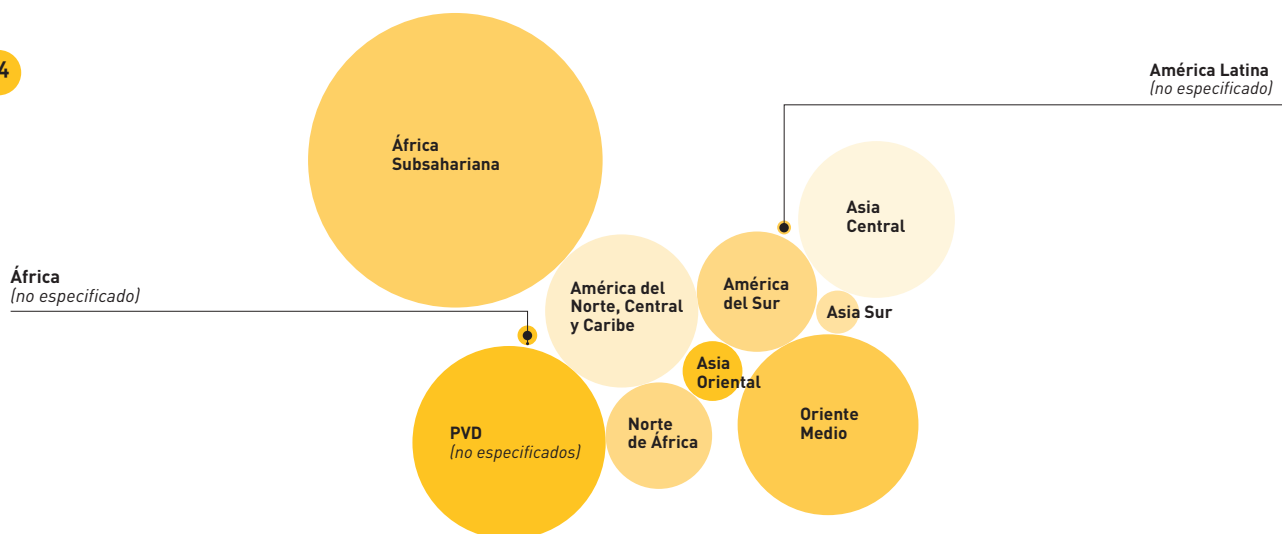 4
América Latina
(no especificado)
África
Subsahariana
Asia
Central
África
(no especificado)
América del
Norte, Central
y Caribe
América
del Sur
Asia Sur
Asia
Oriental
Oriente
Medio
Norte
de África
PVD
(no especificados)